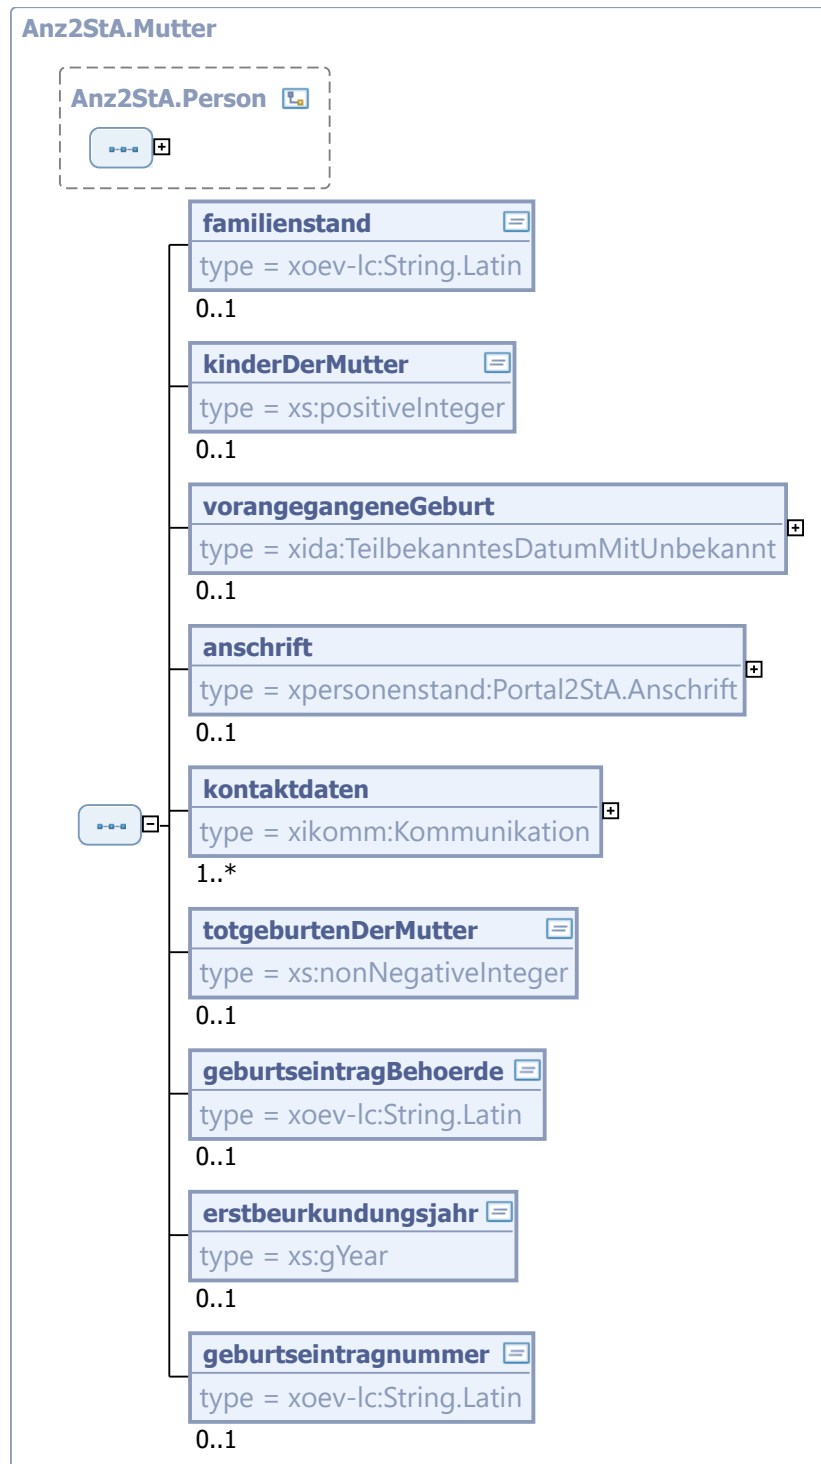 Anz2StA.Mutter
Anz2StA.Person
familienstand
type = xoev-lc:String.Latin
0..1
kinderDerMutter
type = xs:positiveInteger
0..1
vorangegangeneGeburt
type = xida:TeilbekanntesDatumMitUnbekannt
0..1
anschrift
type = xpersonenstand:Portal2StA.Anschrift
0..1
kontaktdaten
type = xikomm:Kommunikation
1..*
totgeburtenDerMutter
type = xs:nonNegativeInteger
0..1
geburtseintragBehoerde
type = xoev-lc:String.Latin
0..1
erstbeurkundungsjahr
type = xs:gYear
0..1
geburtseintragnummer
type = xoev-lc:String.Latin
0..1